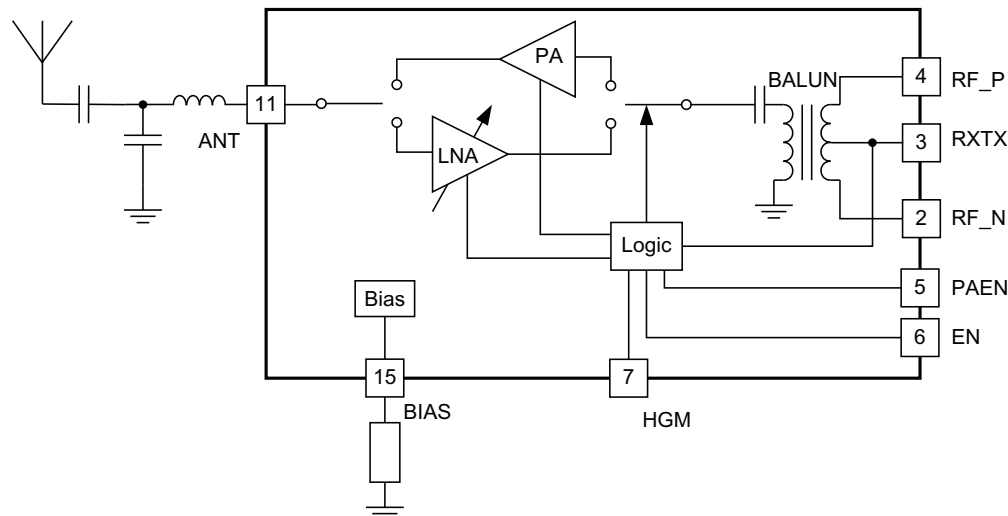 PA
BALUN
4
RF_P
11
ANT
3
RXTX
LNA
2
RF_N
Logic
5
PAEN
Bias
6
EN
15
BIAS
7
HGM